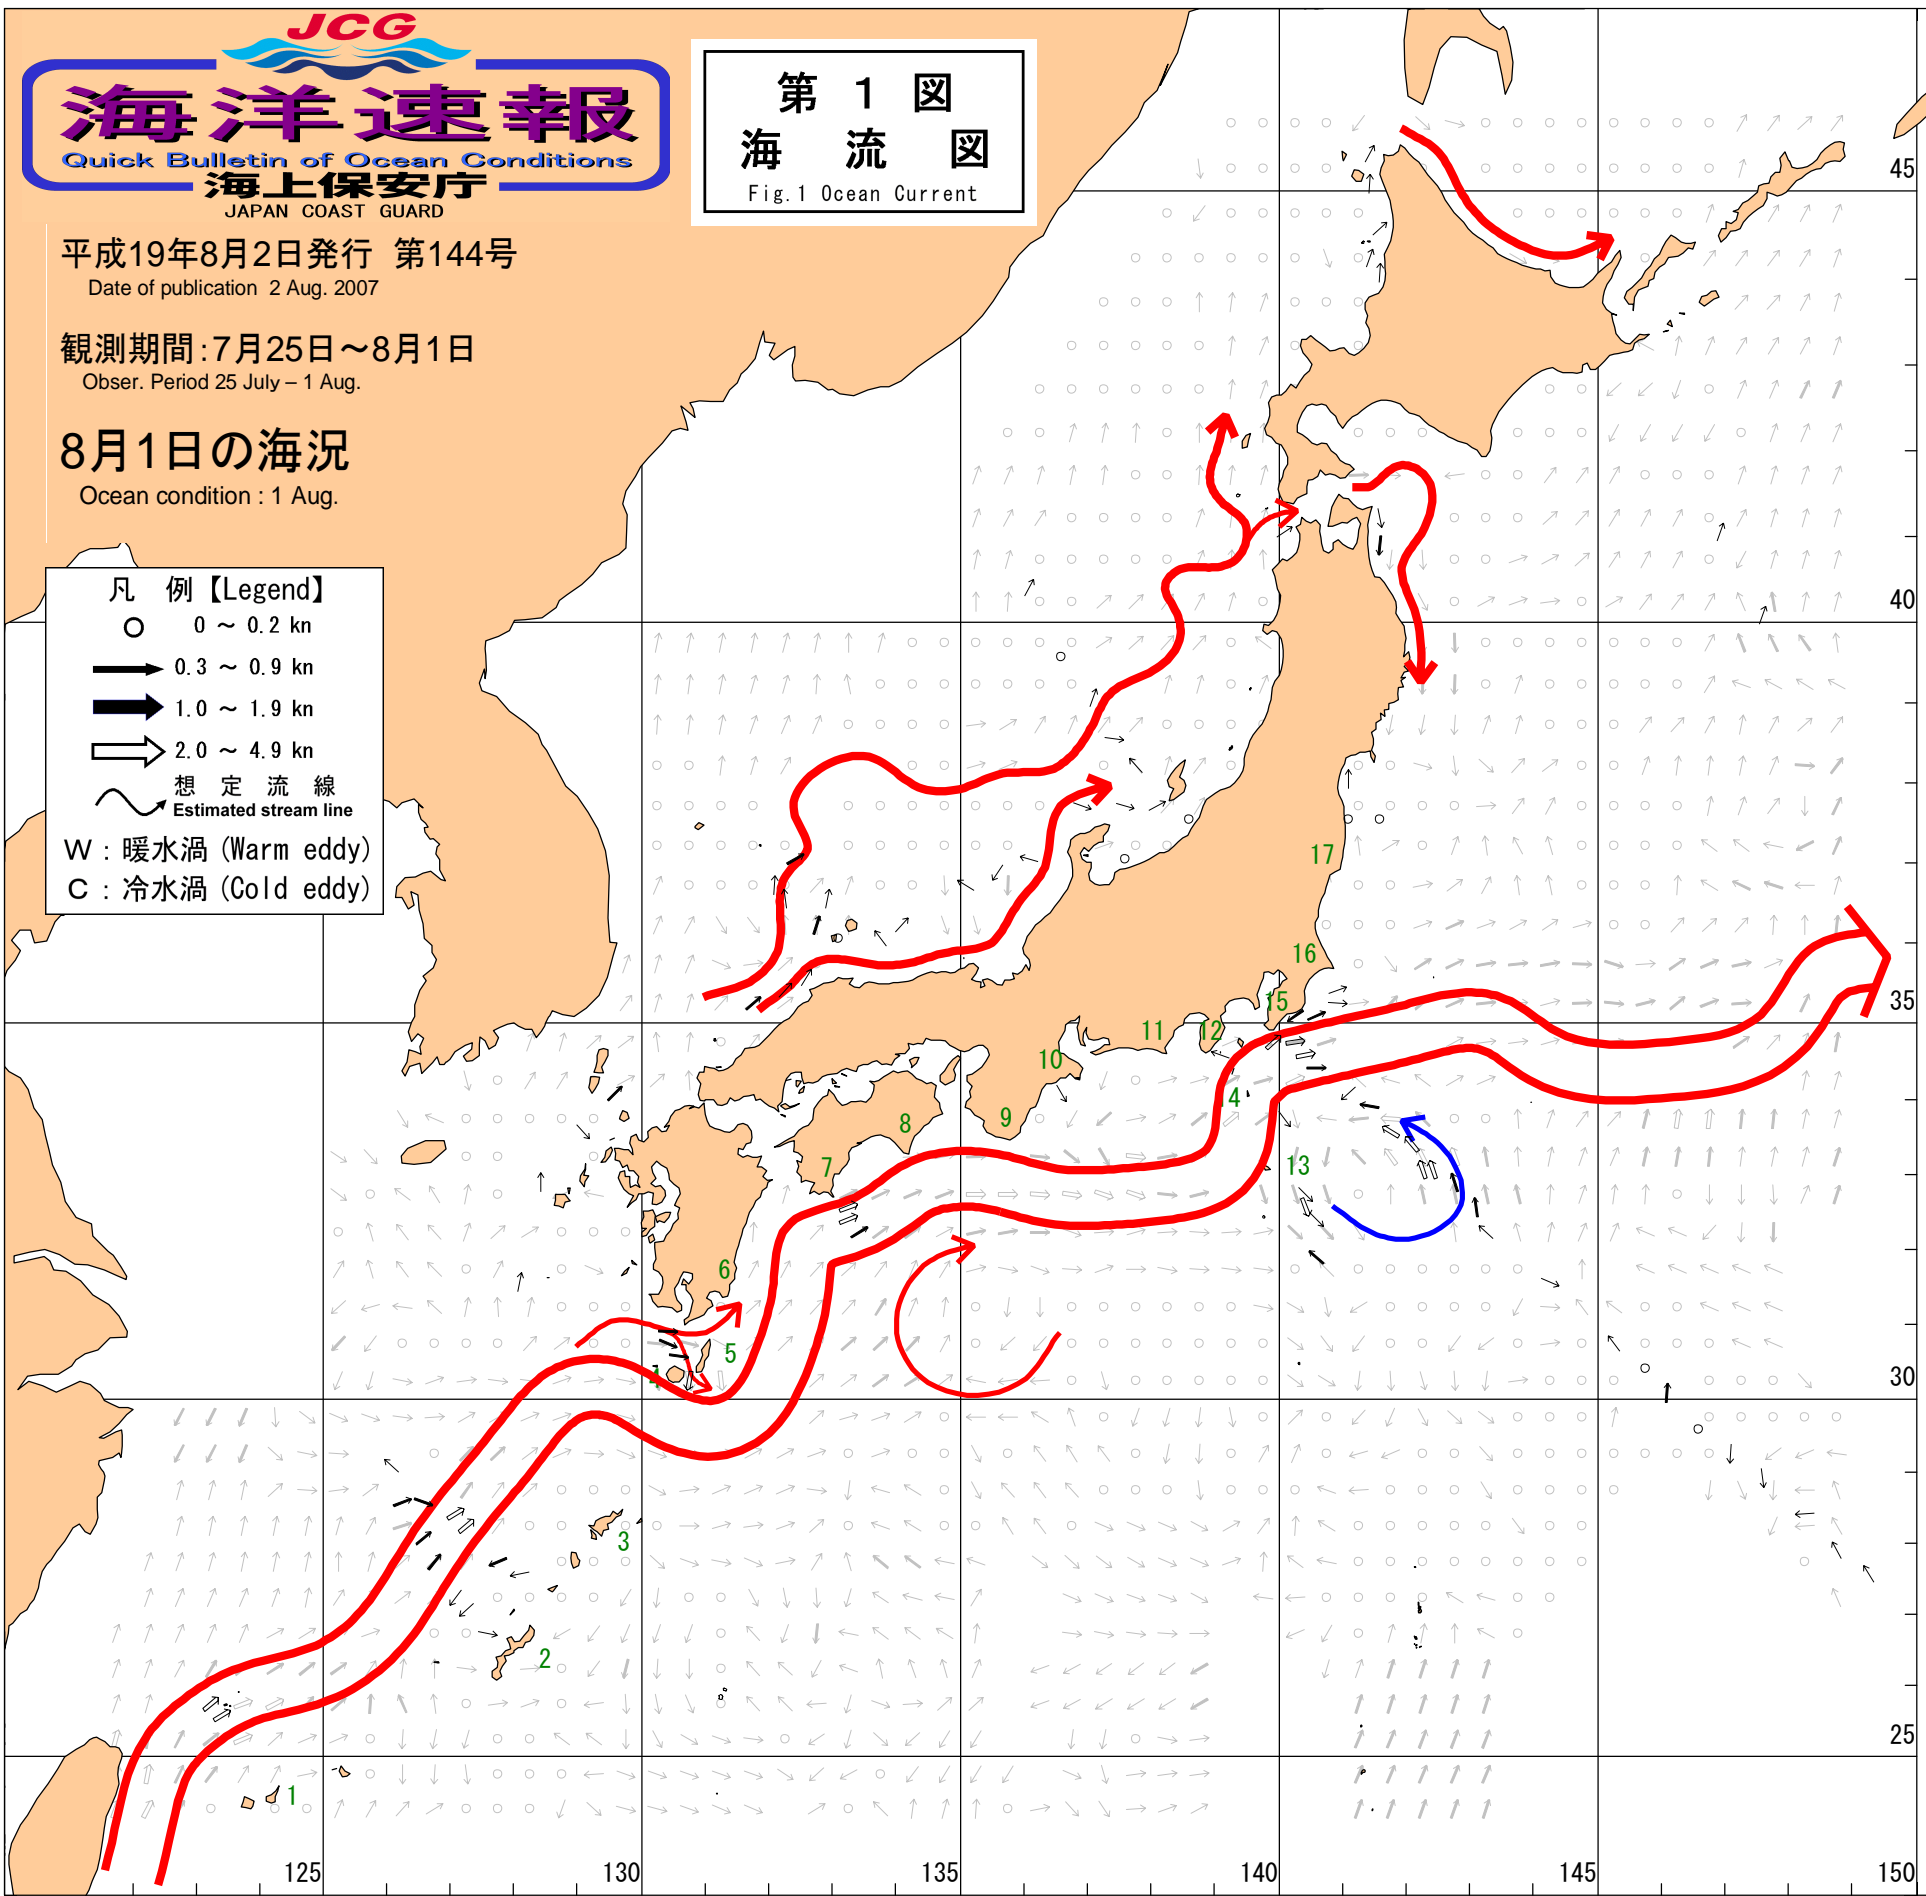 JCG
海洋速報
Quick Bulletin of Ocean Conditions
海上保安庁
JAPAN COAST GUARD
平成19年8月2日発行 第144号
Date of publication 2 Aug. 2007
観測期間:7月25日～8月1日
Obser. Period 25 July – 1 Aug.
8月1日の海況
Ocean condition : 1 Aug.
第 1 図
海 流 図
Fig.1 Ocean Current
凡 例【Legend】
0 ～ 0.2 kn
0.3 ～ 0.9 kn
1.0 ～ 1.9 kn
2.0 ～ 4.9 kn
想 定 流 線
Estimated stream line
W : 暖水渦 (Warm eddy)
C : 冷水渦 (Cold eddy)
45
40
35
30
25
125
130
135
140
145
150
17
16
15
14
13
12
11
10
9
8
7
6
5
4
3
2
1